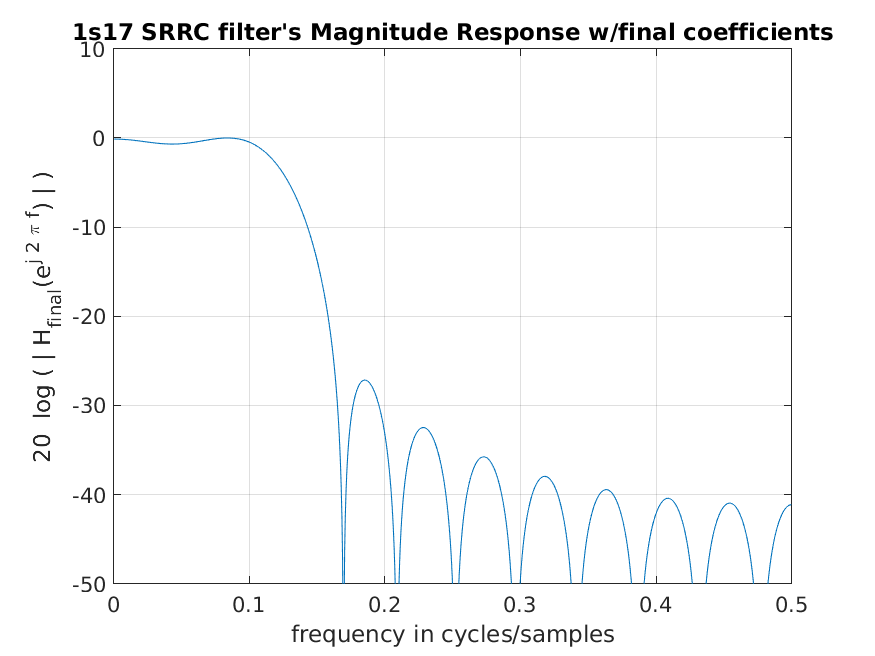 1s17 SRRC filter's Magnitude Response w/final coefficients
20 log ( | H_final(e^j 2 π f) | )
10
0
-10
-20
-30
-40
-50
0 0.1 0.2 0.3 0.4 0.5
frequency in cycles/samples